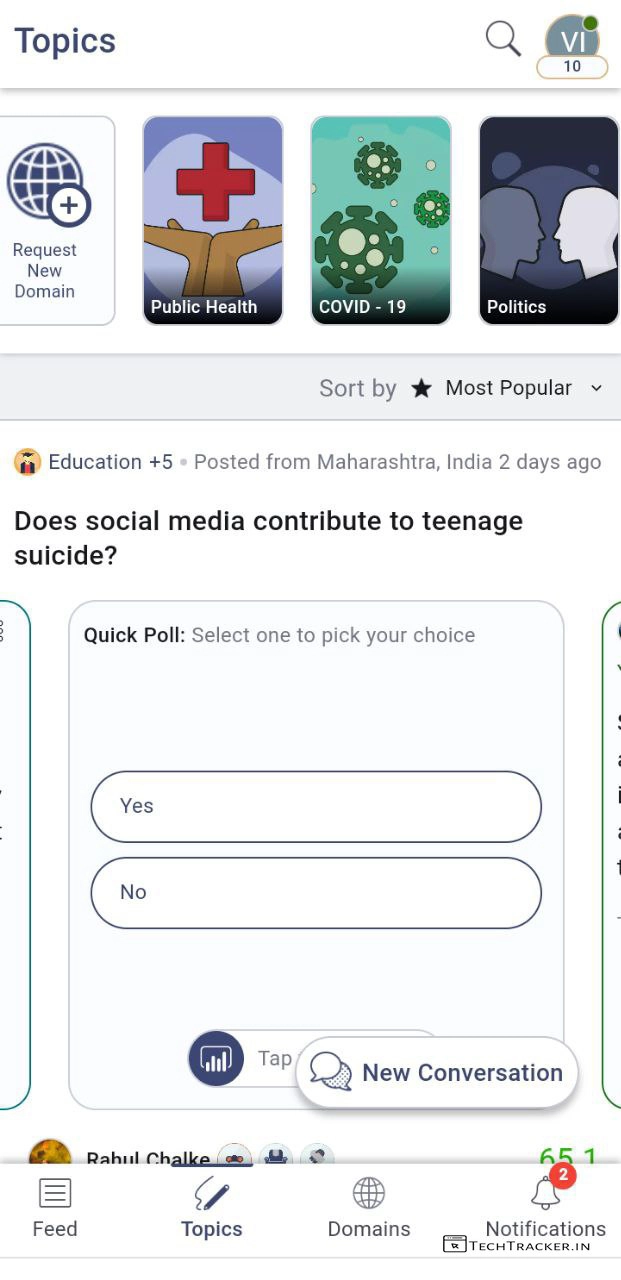 Topics
VI
10
Request
New
Domain
Public Health
COVID - 19
Politics
Sort by ★ Most Popular
Education +5 • Posted from Maharashtra, India 2 days ago
Does social media contribute to teenage
suicide?
Quick Poll: Select one to pick your choice
Yes
No
Tap
New Conversation
Rahul Chalke
65.1
2
Feed
Topics
Domains
Notifications
TECHTRACKER.IN